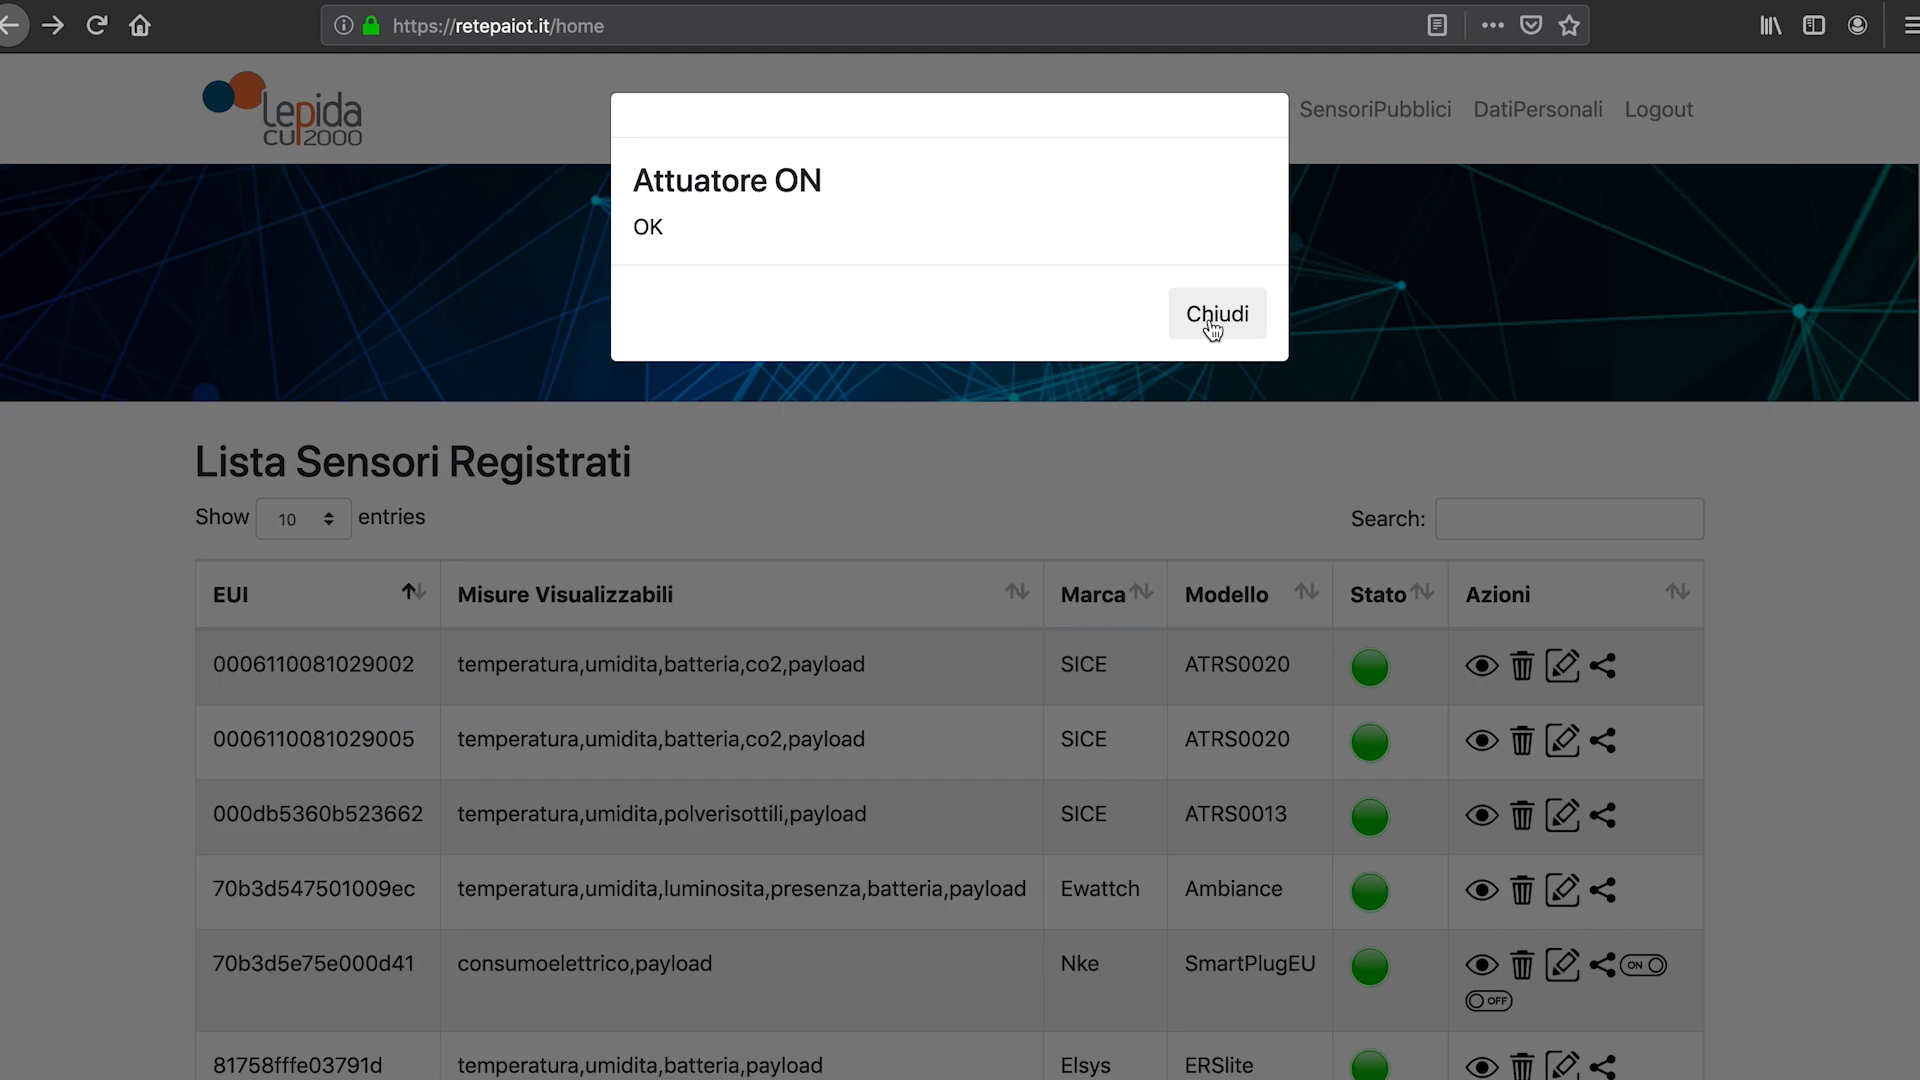 https://retepaiot.it/home
lepida
CUP2000
SensoriPubblici DatiPersonali Logout
Attuatore ON
OK
Chiudi
Lista Sensori Registrati
Show 10 entries Search:
EUI Misure Visualizzabili Marca Modello Stato Azioni
0006110081029002 temperatura,umidita,batteria,co2,payload SICE ATRS0020
0006110081029005 temperatura,umidita,batteria,co2,payload SICE ATRS0020
000db5360b523662 temperatura,umidita,polverisottili,payload SICE ATRS0013
70b3d547501009ec temperatura,umidita,luminosita,presenza,batteria,payload Ewattch Ambiance
70b3d5e75e000d41 consumoelettrico,payload Nke SmartPlugEU ON
OFF
81758fffe03791d temperatura,umidita,batteria,payload Elsys ERSlite